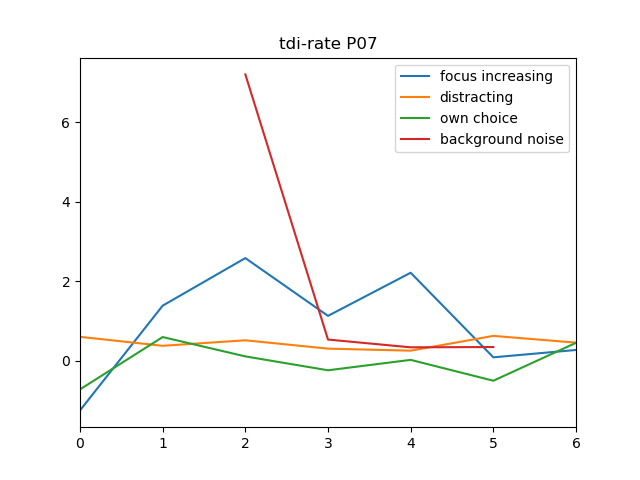 tdi-rate P07
focus increasing
distracting
own choice
background noise
6
4
2
0
0 1 2 3 4 5 6